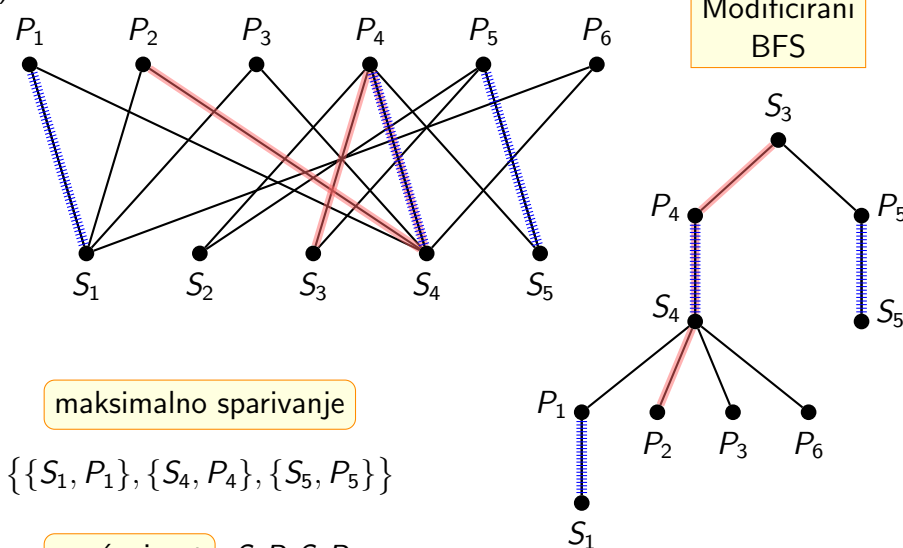 Modificirani
BFS
P₁ P₂ P₃ P₄ P₅ P₆
S₁ S₂ S₃ S₄ S₅
S₃
P₄ P₅
S₄ S₅
P₁ P₂ P₃ P₆
S₁
maksimalno sparivanje
{{S₁, P₁}, {S₄, P₄}, {S₅, P₅}}